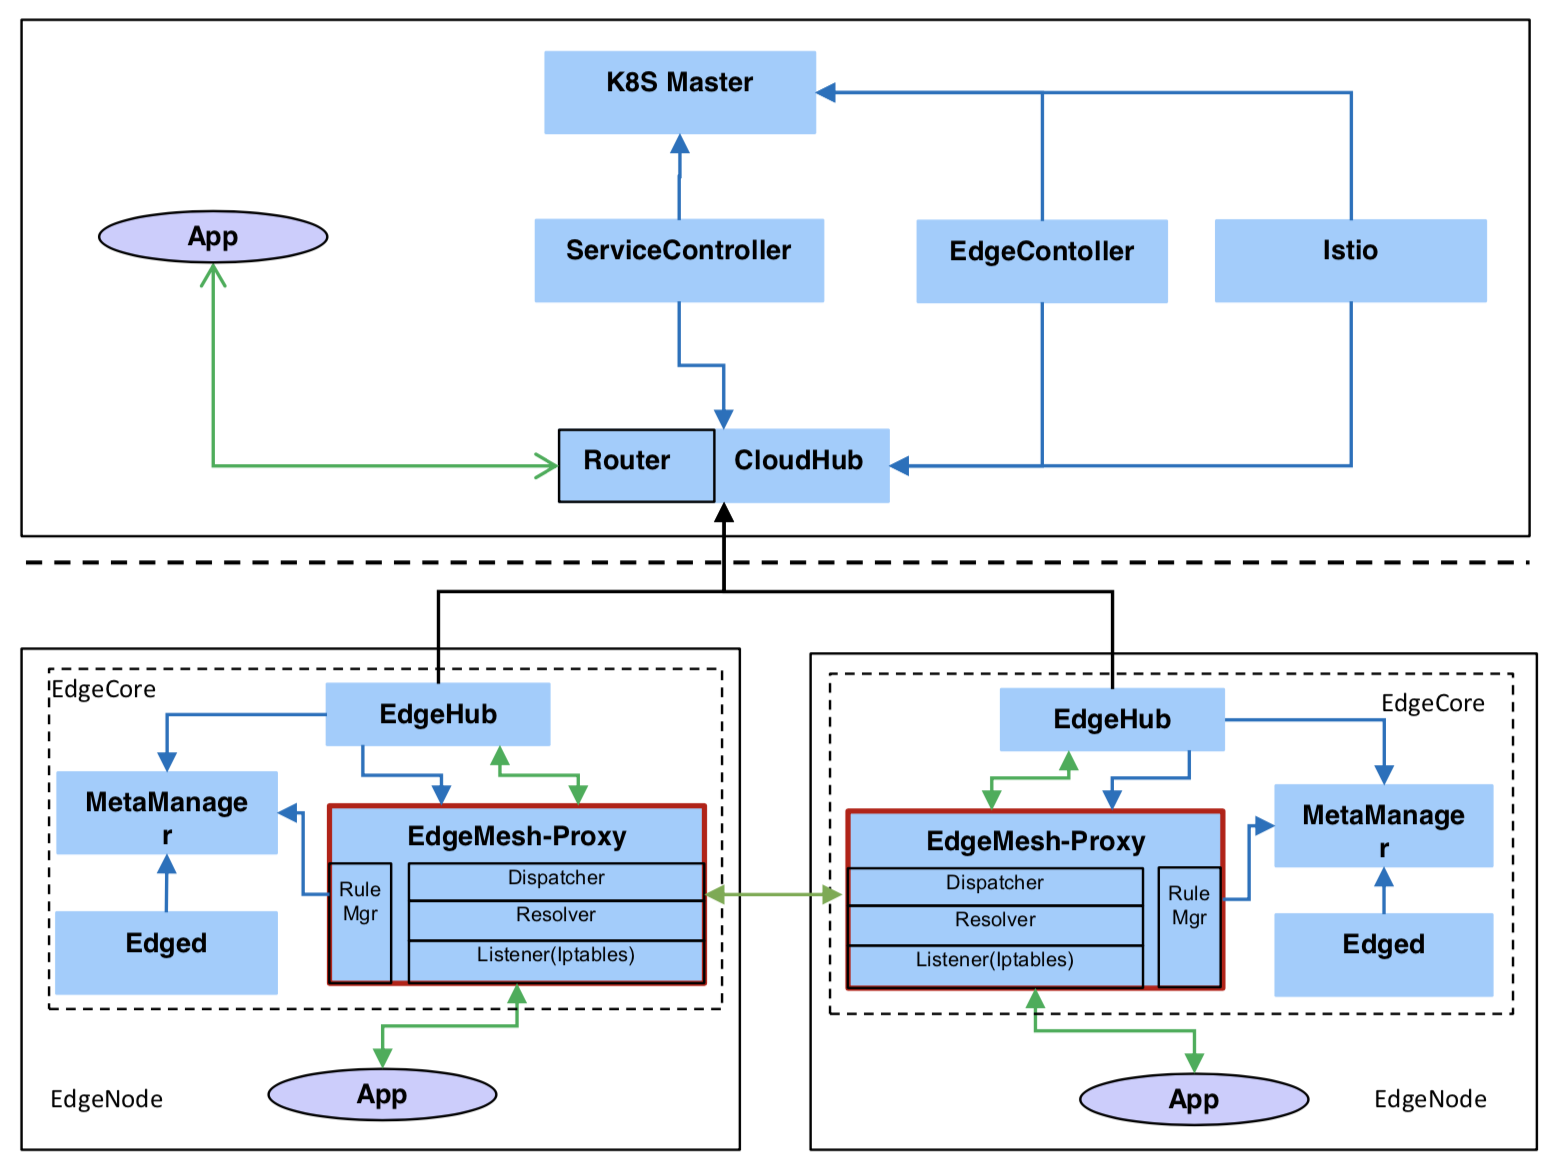 K8S Master
App
ServiceController
EdgeContoller
Istio
Router
CloudHub
EdgeCore
EdgeHub
MetaManage
r
EdgeMesh-Proxy
Rule
Mgr
Dispatcher
Resolver
Listener(Iptables)
Edged
App
EdgeNode
EdgeHub
EdgeCore
EdgeMesh-Proxy
MetaManage
r
Dispatcher
Resolver
Listener(Iptables)
Rule
Mgr
Edged
App
EdgeNode